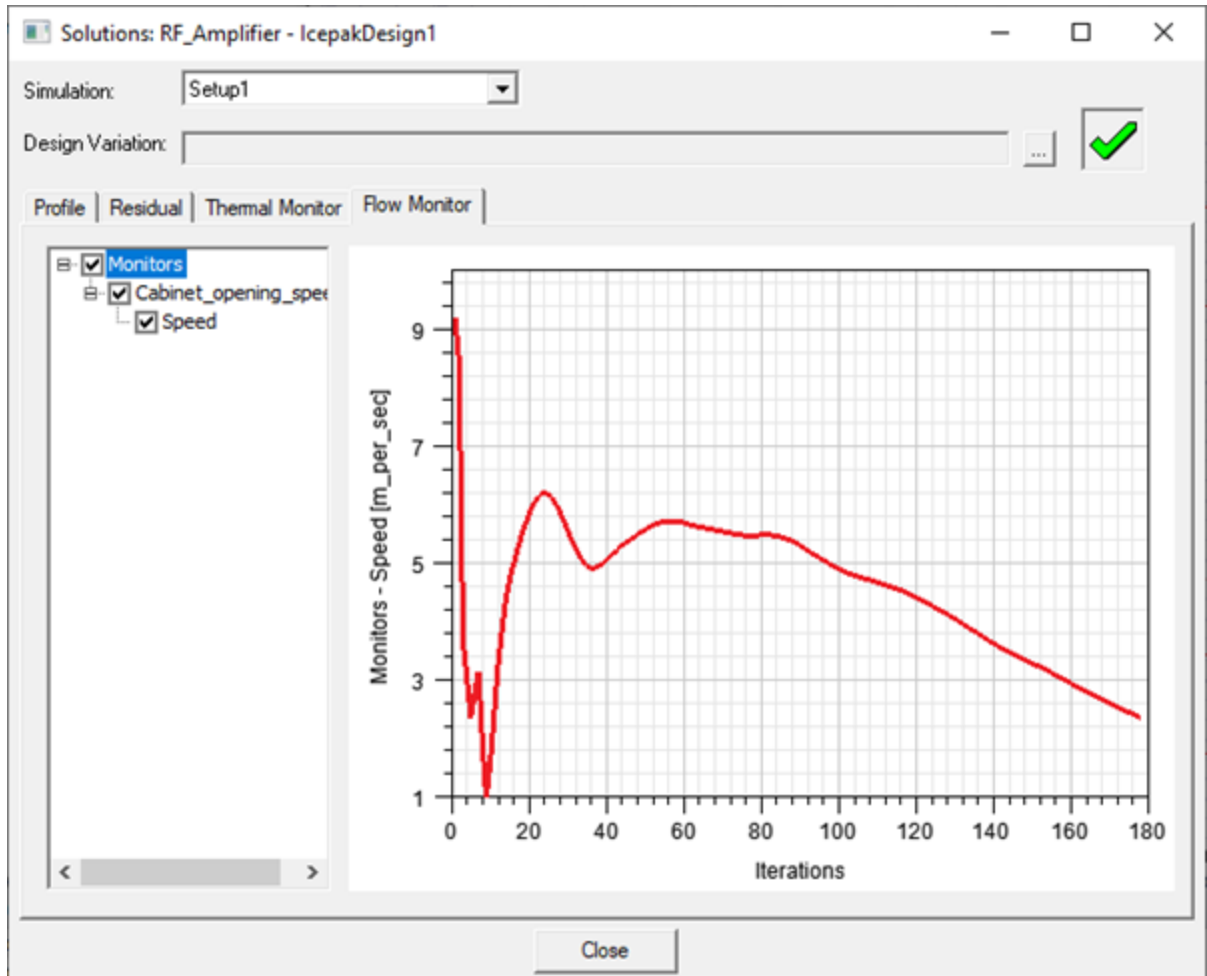 Solutions: RF_Amplifier - IcepakDesign1
Simulation: Setup1
Design Variation: ...
Profile Residual Thermal Monitor Flow Monitor
Monitors
Cabinet_opening_spee
Speed
Monitors - Speed [m_per_sec]
9
7
5
3
1
0 20 40 60 80 100 120 140 160 180
Iterations
Close